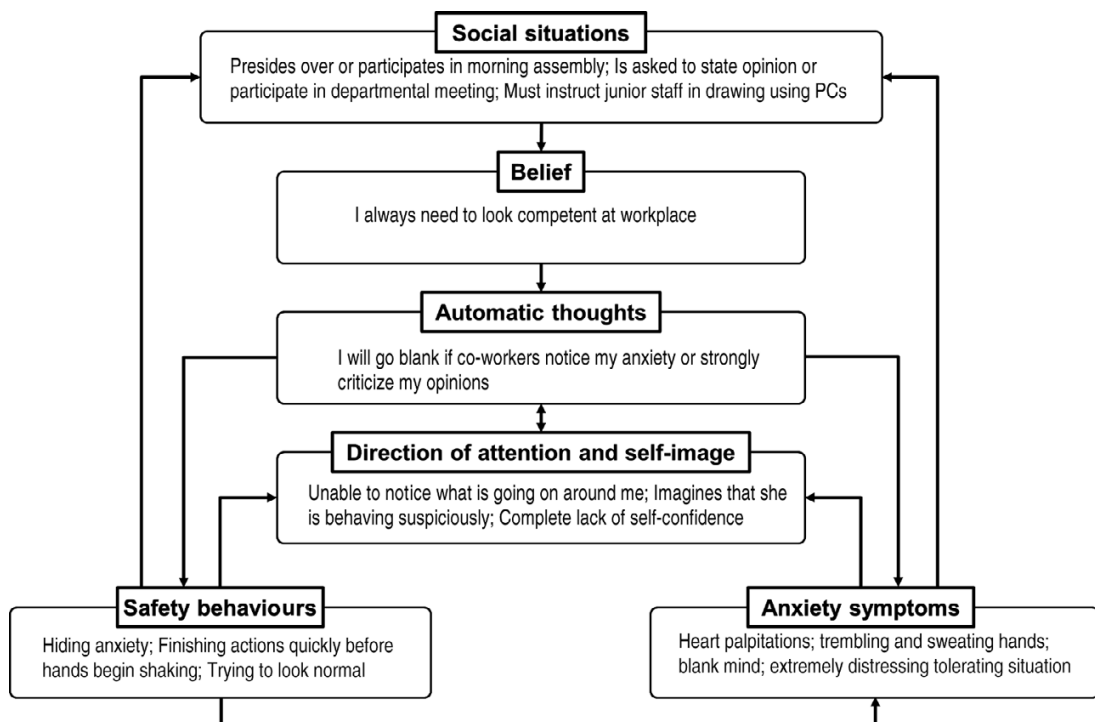 Social situations
Presides over or participates in morning assembly; Is asked to state opinion or
participate in departmental meeting; Must instruct junior staff in drawing using PCs
Belief
I always need to look competent at workplace
Automatic thoughts
I will go blank if co-workers notice my anxiety or strongly
criticize my opinions
Direction of attention and self-image
Unable to notice what is going on around me; Imagines that she
is behaving suspiciously; Complete lack of self-confidence
Safety behaviours
Hiding anxiety; Finishing actions quickly before
hands begin shaking; Trying to look normal
Anxiety symptoms
Heart palpitations; trembling and sweating hands;
blank mind; extremely distressing tolerating situation